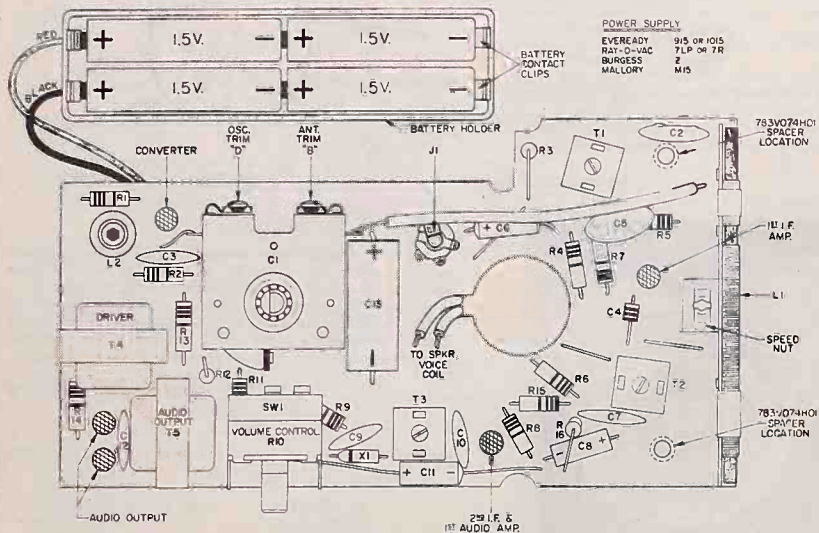 POWER SUPPLY
EVEREADY 915 OR 1015
RAY-O-VAC 7LP OR 7R
BURGESS Z
MALLORY M15
RED
+ 1.5V. − + 1.5V. −
BLACK
+ 1.5V. − + 1.5V. −
BATTERY
CONTACT
CLIPS
BATTERY HOLDER
CONVERTER
OSC.
TRIM
"D"
ANT.
TRIM
"B"
J1
R3
T1
C2
783V074H01
SPACER
LOCATION
R1
L2
C3
R2
C1
+ C6
C5
R5
R4
R7
1ST I.F.
AMP.
C4
L1
SPEED
NUT
DRIVER
T4
R
13
R12
R11
TO SPKR.
VOICE
COIL
R6
R15
T2
C7
R
14
C
12
AUDIO
OUTPUT
T5
SW1
VOLUME CONTROL
R10
R9
C9
X1
T3
C
10
+ C11 −
R8
R
16
− C8 +
783V074H01
SPACER
LOCATION
AUDIO OUTPUT
2ND I.F. &
1ST AUDIO AMP.